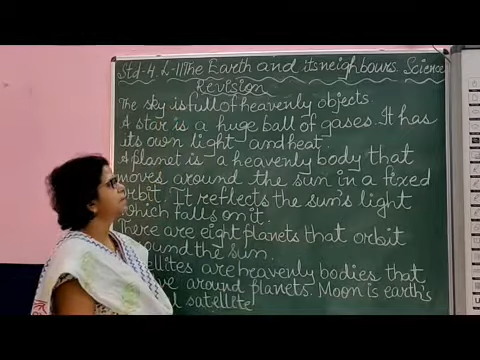 Std-4. L-11 The Earth and its neighbours. Science
Revision
The sky is full of heavenly objects.
A star is a huge ball of gases. It has
its own light and heat.
A planet is a heavenly body that
moves around the sun in a fixed
orbit. It reflects the sun's light
which falls on it.
There are eight planets that orbit
around the sun.
are heavenly bodies that
around planets. Moon is earth's
satellite